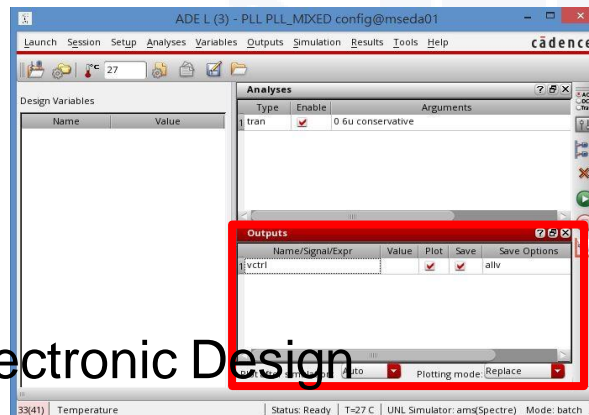 ADE L (3) - PLL PLL_MIXED config@mseda01
Launch Session Setup Analyses Variables Outputs Simulation Results Tools Help
cādence
°C 27
Design Variables
Name Value
Analyses
Type Enable Arguments
1 tran 0 6u conservative
Outputs
Name/Signal/Expr Value Plot Save Save Options
1 vctrl allv
ectronic Design
Auto Plotting mode: Replace
33(41) Temperature Status: Ready T=27 C UNL Simulator: ams(Spectre) Mode: batch